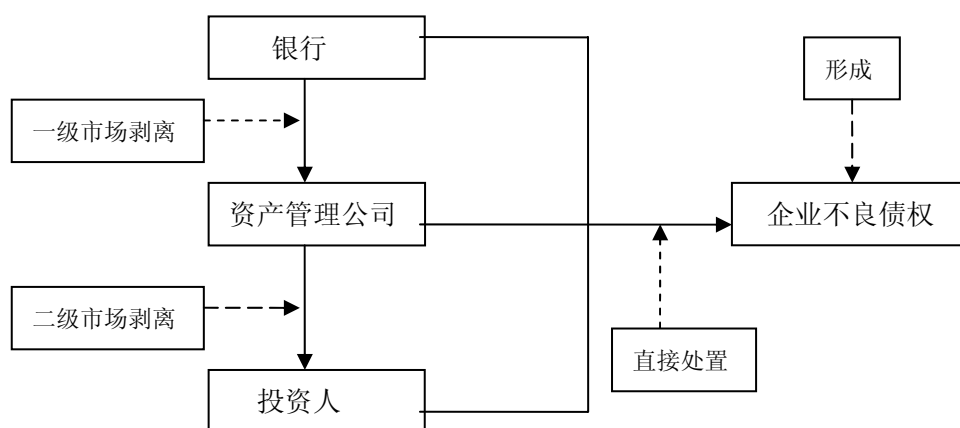 银行
形成
一级市场剥离
资产管理公司
企业不良债权
二级市场剥离
直接处置
投资人